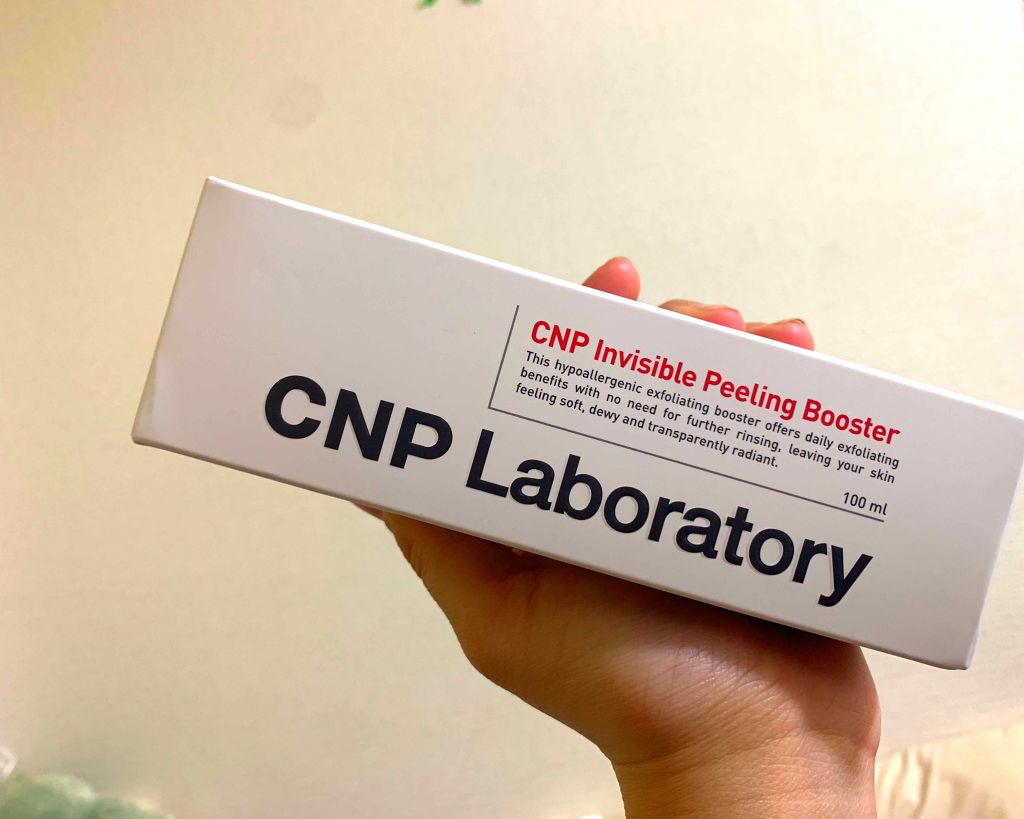 CNP Invisible Peeling Booster
This hypoallergenic exfoliating booster offers daily exfoliating
benefits with no need for further rinsing, leaving your skin
feeling soft, dewy and transparently radiant.
100 ml
CNP Laboratory